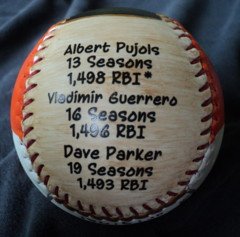 Albert Pujols
13 Seasons
1,498 RBI*
Vladimir Guerrero
16 Seasons
1,496 RBI
Dave Parker
19 Seasons
1,493 RBI